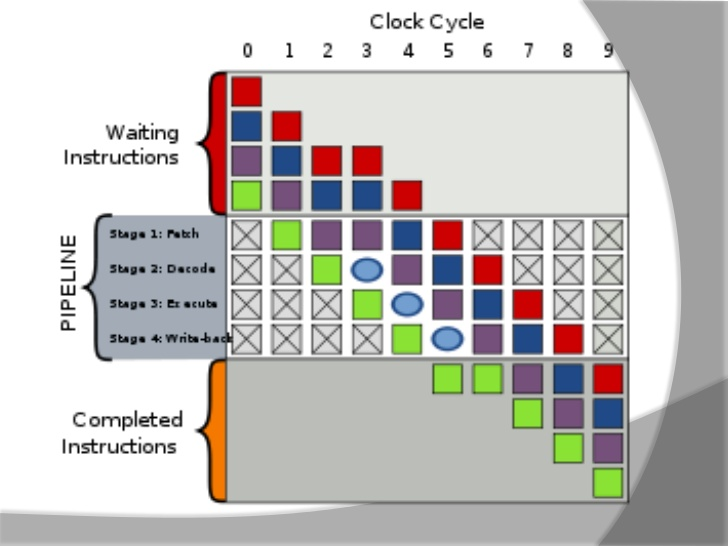 Clock Cycle
0 1 2 3 4 5 6 7 8 9
Waiting
Instructions
PIPELINE
Stage 1: Fetch
Stage 2: Decode
Stage 3: Execute
Stage 4: Write-back
Completed
Instructions